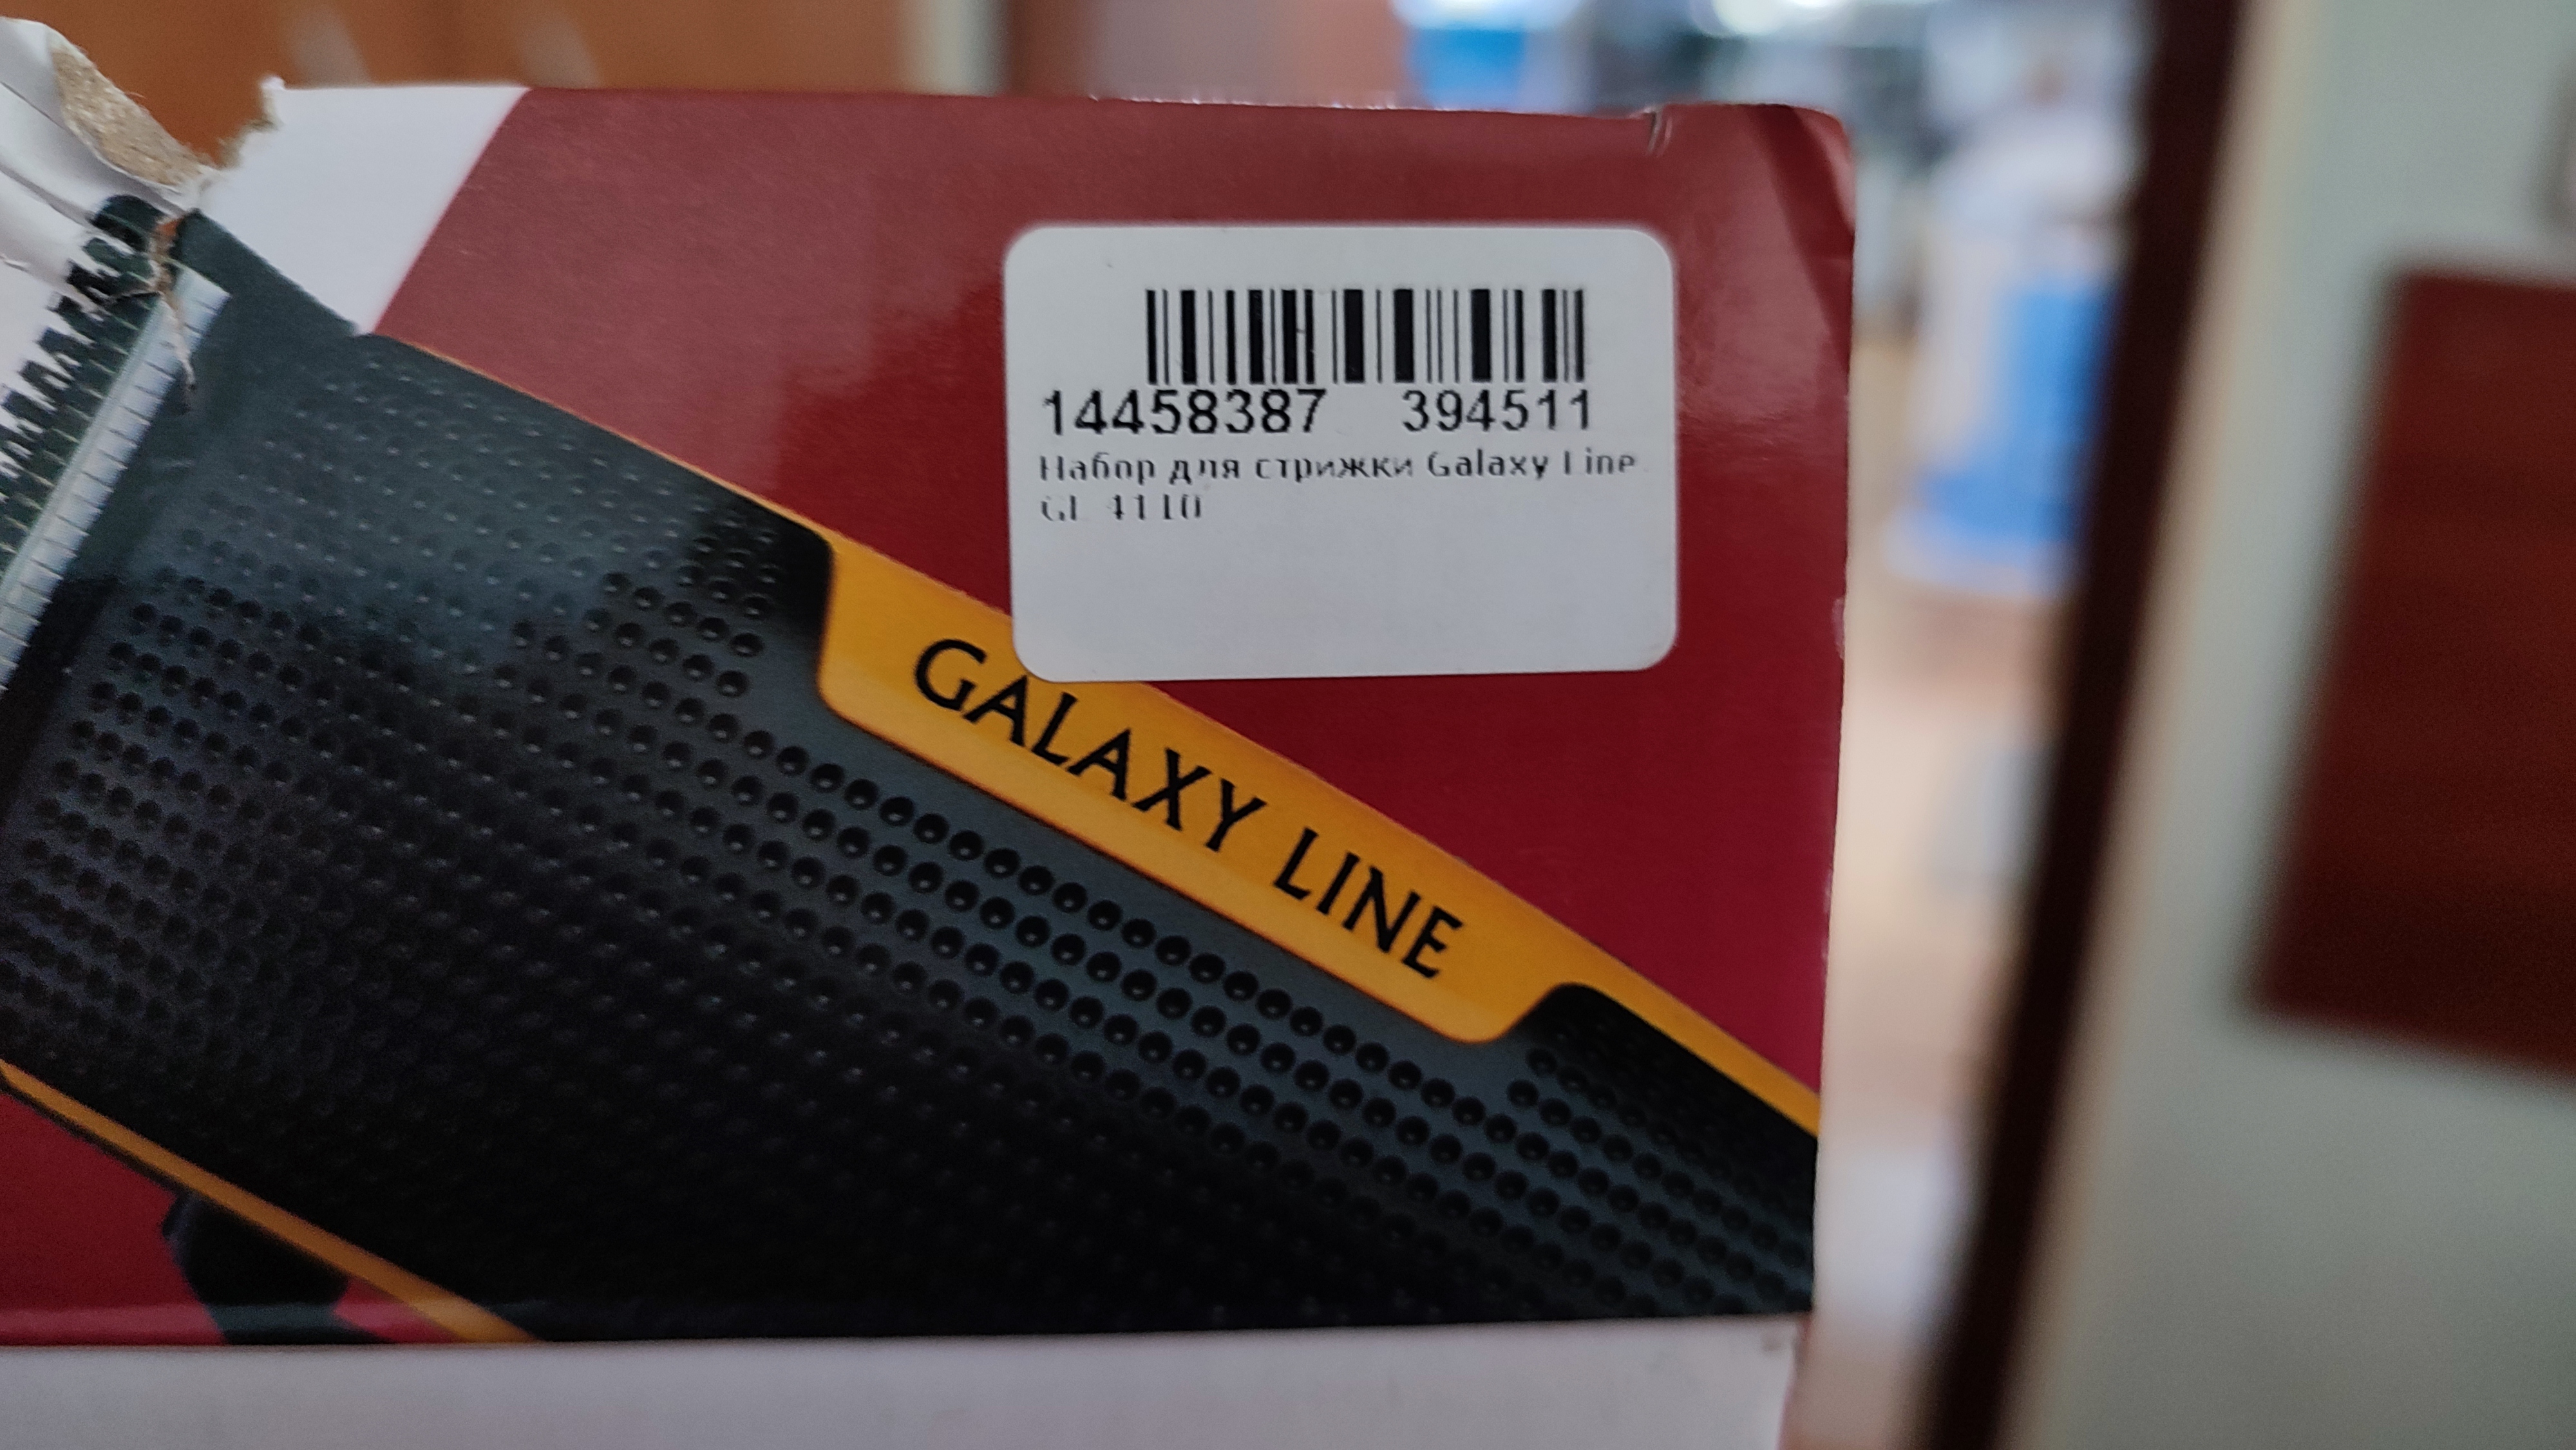 14458387 394511
Набор для стрижки Galaxy Line
GL 4110
GALAXY LINE